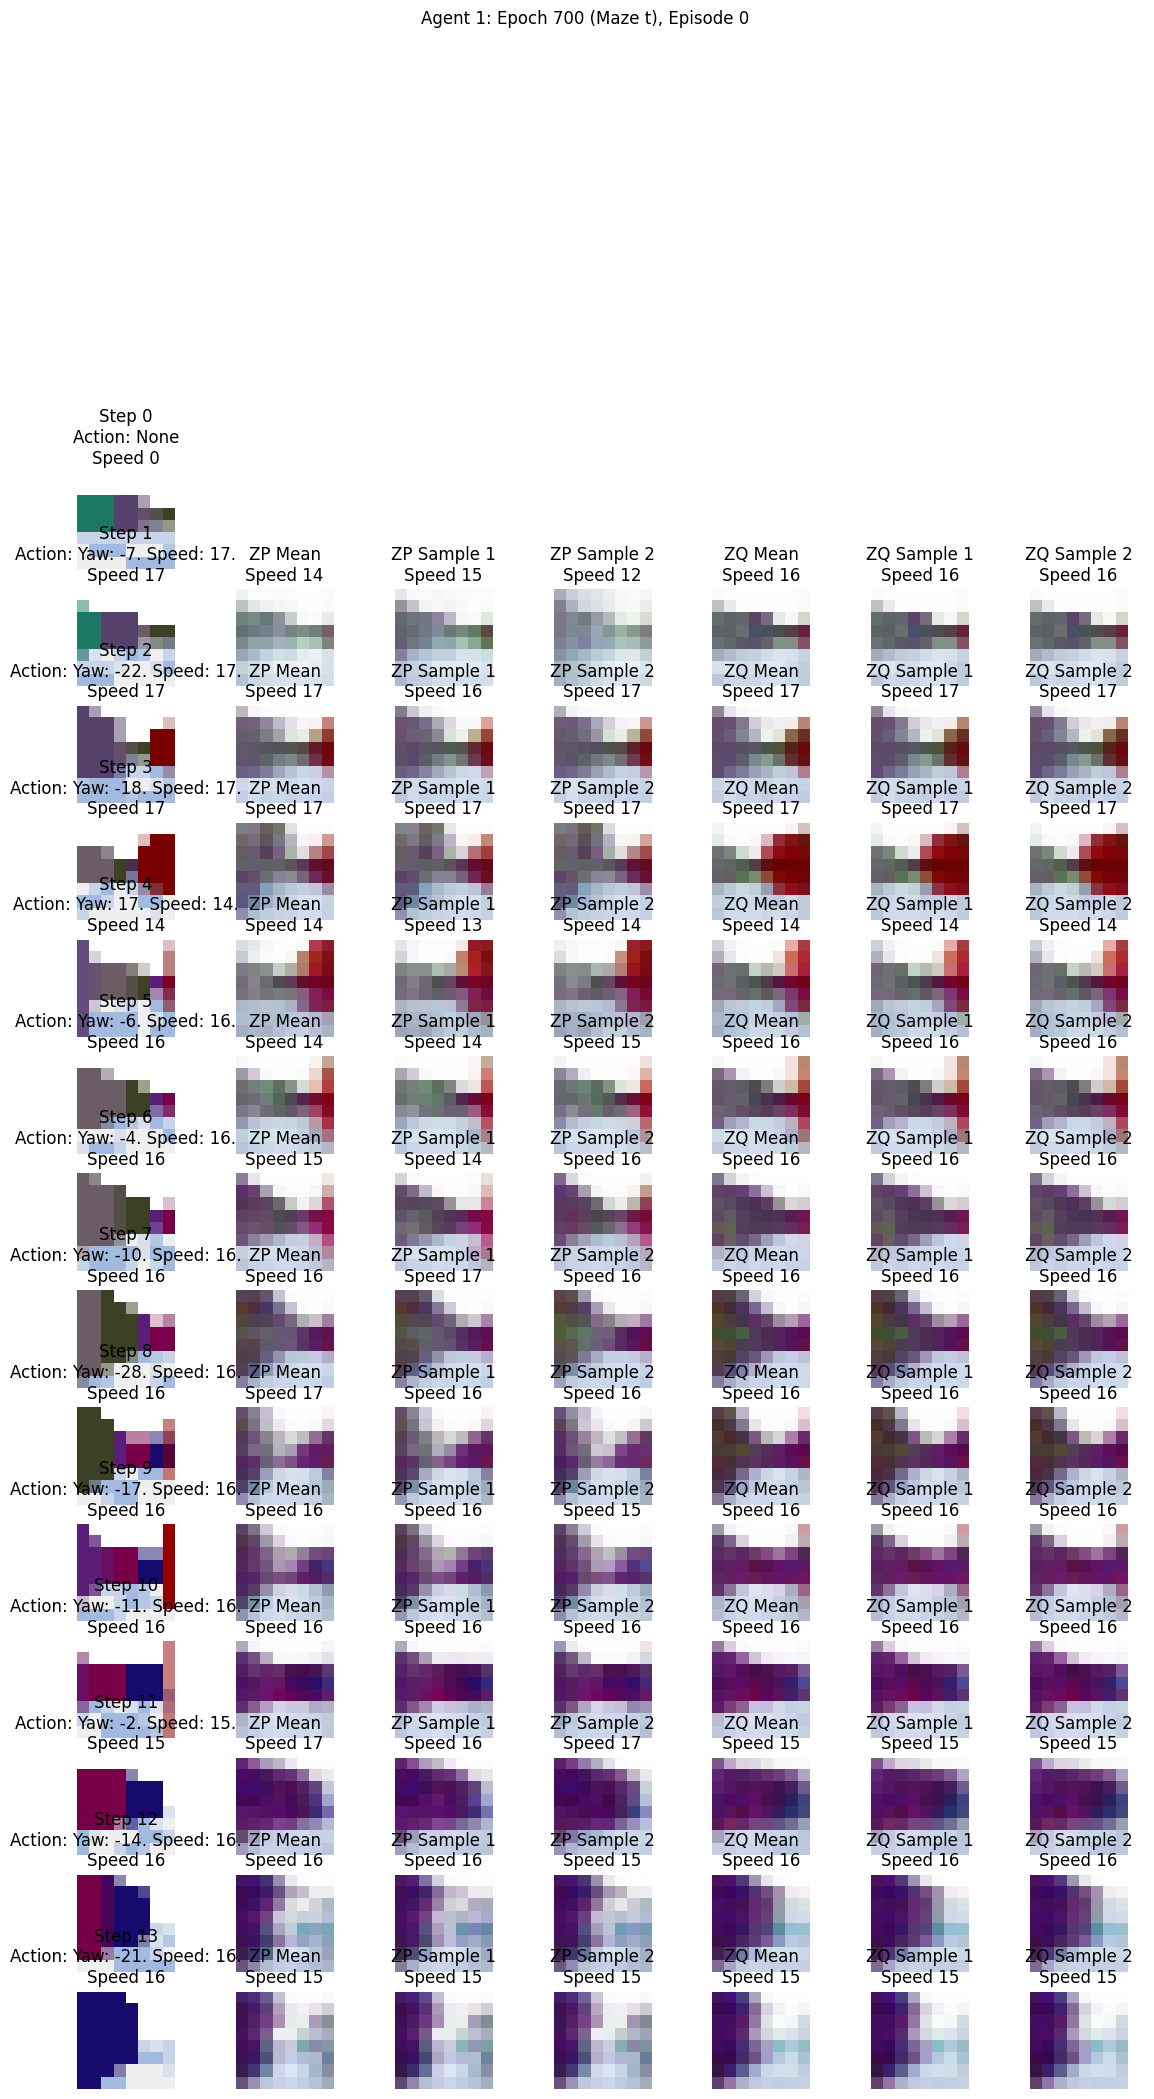 Agent 1: Epoch 700 (Maze t), Episode 0
Step 0
Action: None
Speed 0
Step 1
Action: Yaw: -7. Speed: 17. ZP Mean ZP Sample 1 ZP Sample 2 ZQ Mean ZQ Sample 1 ZQ Sample 2
Speed 17 Speed 14 Speed 15 Speed 12 Speed 16 Speed 16 Speed 16
Step 2
Action: Yaw: -22. Speed: 17. ZP Mean ZP Sample 1 ZP Sample 2 ZQ Mean ZQ Sample 1 ZQ Sample 2
Speed 17 Speed 17 Speed 16 Speed 17 Speed 17 Speed 17 Speed 17
Step 3
Action: Yaw: -18. Speed: 17. ZP Mean ZP Sample 1 ZP Sample 2 ZQ Mean ZQ Sample 1 ZQ Sample 2
Speed 17 Speed 17 Speed 17 Speed 17 Speed 17 Speed 17 Speed 17
Step 4
Action: Yaw: 17. Speed: 14. ZP Mean ZP Sample 1 ZP Sample 2 ZQ Mean ZQ Sample 1 ZQ Sample 2
Speed 14 Speed 14 Speed 13 Speed 14 Speed 14 Speed 14 Speed 14
Step 5
Action: Yaw: -6. Speed: 16. ZP Mean ZP Sample 1 ZP Sample 2 ZQ Mean ZQ Sample 1 ZQ Sample 2
Speed 16 Speed 14 Speed 14 Speed 15 Speed 16 Speed 16 Speed 16
Step 6
Action: Yaw: -4. Speed: 16. ZP Mean ZP Sample 1 ZP Sample 2 ZQ Mean ZQ Sample 1 ZQ Sample 2
Speed 16 Speed 15 Speed 14 Speed 16 Speed 16 Speed 16 Speed 16
Step 7
Action: Yaw: -10. Speed: 16. ZP Mean ZP Sample 1 ZP Sample 2 ZQ Mean ZQ Sample 1 ZQ Sample 2
Speed 16 Speed 16 Speed 17 Speed 16 Speed 16 Speed 16 Speed 16
Step 8
Action: Yaw: -28. Speed: 16. ZP Mean ZP Sample 1 ZP Sample 2 ZQ Mean ZQ Sample 1 ZQ Sample 2
Speed 16 Speed 17 Speed 16 Speed 16 Speed 16 Speed 16 Speed 16
Step 9
Action: Yaw: -17. Speed: 16. ZP Mean ZP Sample 1 ZP Sample 2 ZQ Mean ZQ Sample 1 ZQ Sample 2
Speed 16 Speed 16 Speed 16 Speed 15 Speed 16 Speed 16 Speed 16
Step 10
Action: Yaw: -11. Speed: 16. ZP Mean ZP Sample 1 ZP Sample 2 ZQ Mean ZQ Sample 1 ZQ Sample 2
Speed 16 Speed 16 Speed 16 Speed 16 Speed 16 Speed 16 Speed 16
Step 11
Action: Yaw: -2. Speed: 15. ZP Mean ZP Sample 1 ZP Sample 2 ZQ Mean ZQ Sample 1 ZQ Sample 2
Speed 15 Speed 17 Speed 16 Speed 17 Speed 15 Speed 15 Speed 15
Step 12
Action: Yaw: -14. Speed: 16. ZP Mean ZP Sample 1 ZP Sample 2 ZQ Mean ZQ Sample 1 ZQ Sample 2
Speed 16 Speed 16 Speed 16 Speed 15 Speed 16 Speed 16 Speed 16
Step 13
Action: Yaw: -21. Speed: 16. ZP Mean ZP Sample 1 ZP Sample 2 ZQ Mean ZQ Sample 1 ZQ Sample 2
Speed 16 Speed 15 Speed 15 Speed 15 Speed 15 Speed 15 Speed 15